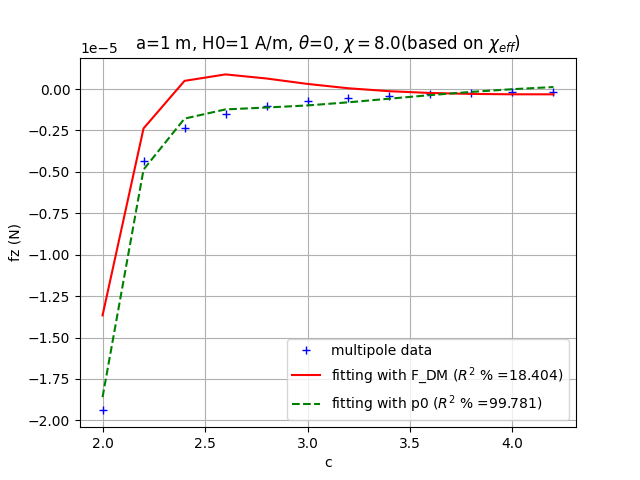 a=1 m, H0=1 A/m, θ=0, χ = 8.0(based on χ_eff)
1e−5
0.00
−0.25
−0.50
−0.75
−1.00
−1.25
−1.50
−1.75
−2.00
fz (N)
multipole data
fitting with F_DM (R² % =18.404)
fitting with p0 (R² % =99.781)
2.0 2.5 3.0 3.5 4.0
c